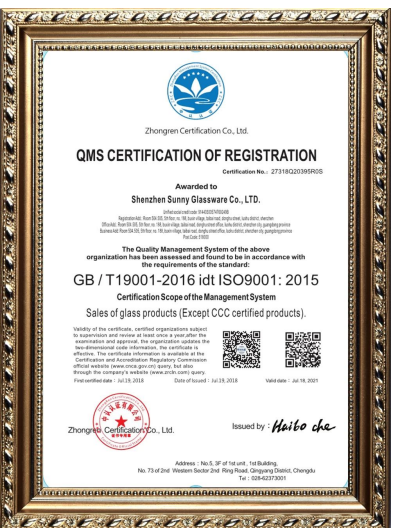 Zhongren Certification Co., Ltd.
QMS CERTIFICATION OF REGISTRATION
Certification No.: 27318Q20395R0S
Awarded to
Shenzhen Sunny Glassware Co., LTD.
The Quality Management System of the above
organization has been assessed and found to be in accordance with
the requirements of the standard:
GB / T19001-2016 idt ISO9001: 2015
Certification Scope of the Management System
Sales of glass products (Except CCC certified products).
Validity of the certificate, certified organizations subject
to supervision and review at least once a year,after the
examination and approval, the organization updates the
two-dimensional code information, the certificate is
effective. The certificate information is available at the
Certification and Accreditation Regulatory Commission
official website (www.cnca.gov.cn) query, but also
through the company's website (www.zrcln.com) query.
First certified date : Jul.19, 2018 Date of Issued : Jul.19, 2018 Valid date : Jul 18, 2021
Zhongren Certification Co., Ltd.
Issued by : Haibo che
Address : No.5, 3F of 1st unit , 1st Building,
No. 73 of 2nd Western Sector 2nd Ring Road, Qingyang District, Chengdu
Tel : 028-62373001